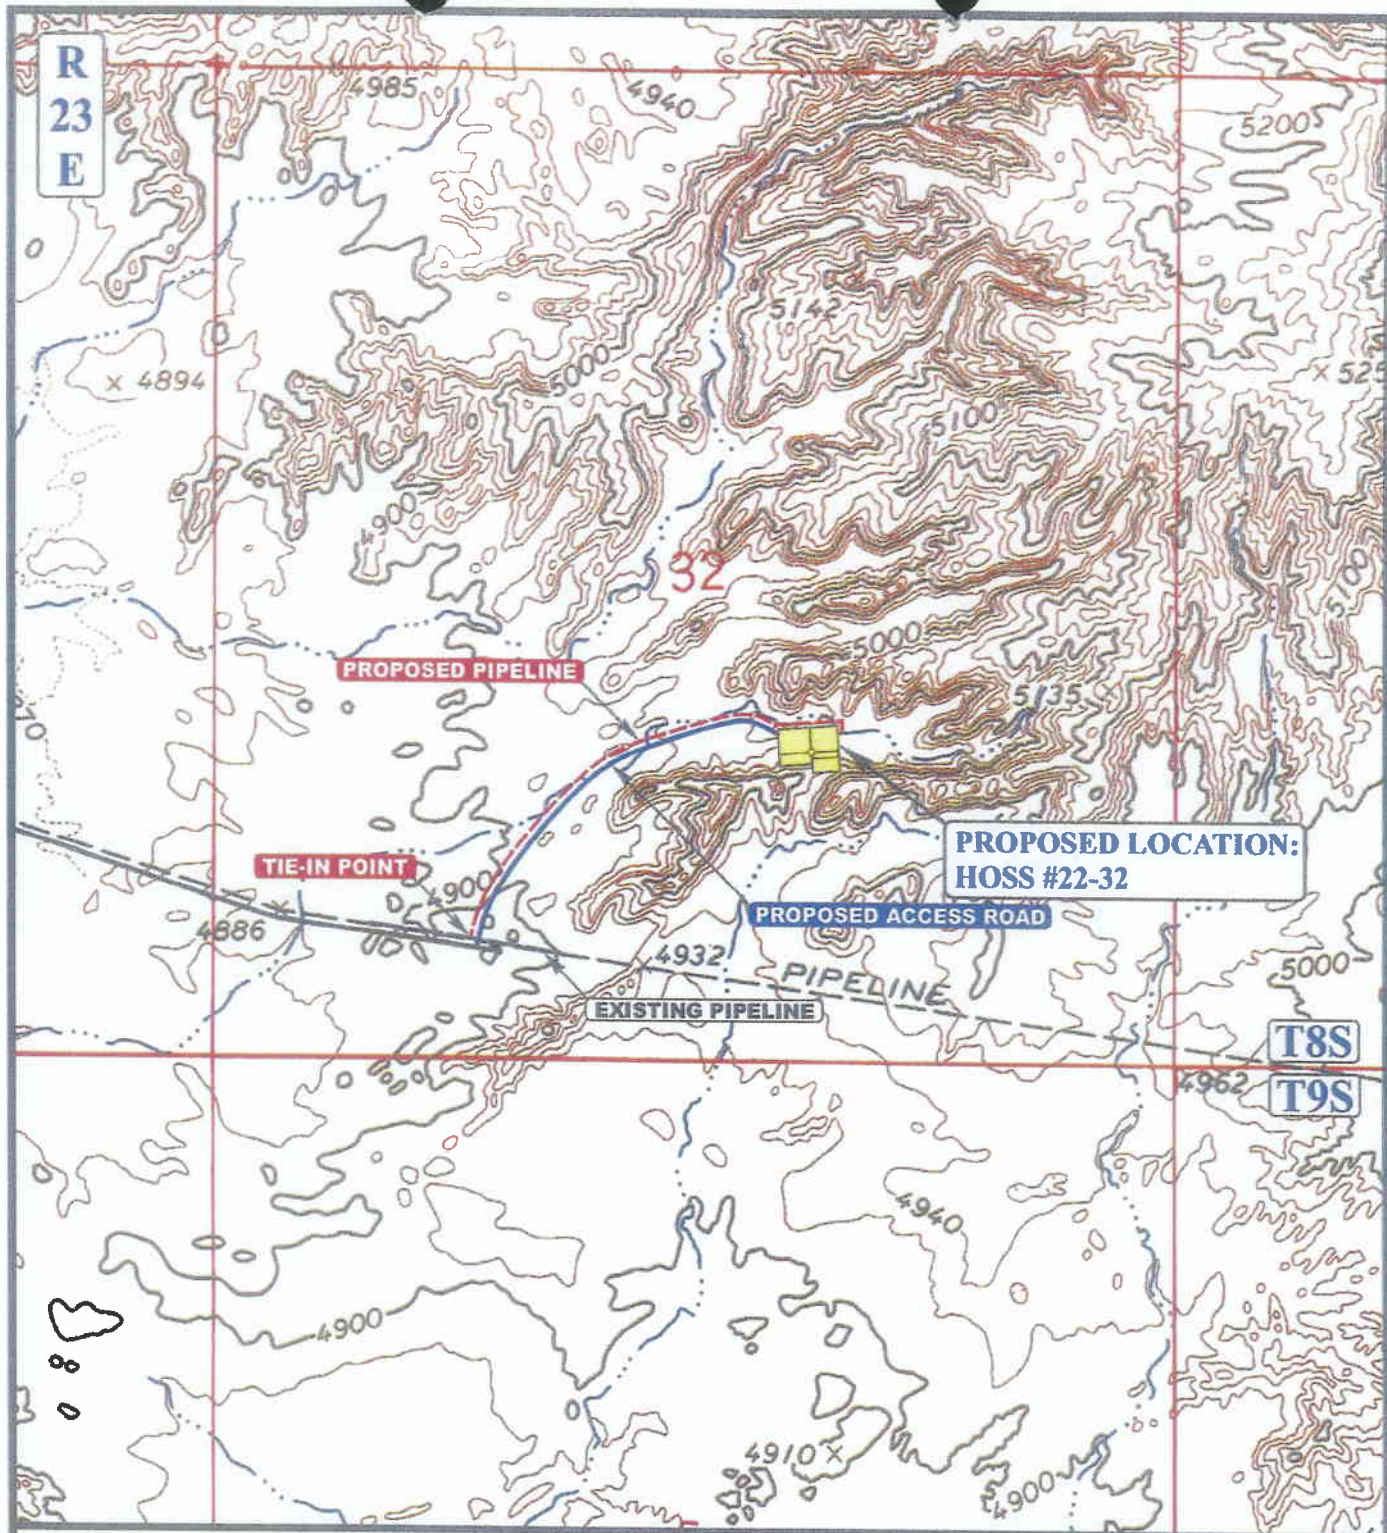 R
23
E
4985
4940
5200
5142
5000
× 4894
5100
4900
32
PROPOSED PIPELINE
5000
5135
TIE-IN POINT
4900
PROPOSED LOCATION:
HOSS #22-32
PROPOSED ACCESS ROAD
4886
4932
PIPELINE
5000
EXISTING PIPELINE
T8S
4962
T9S
4940
4900
4910 ×
4900